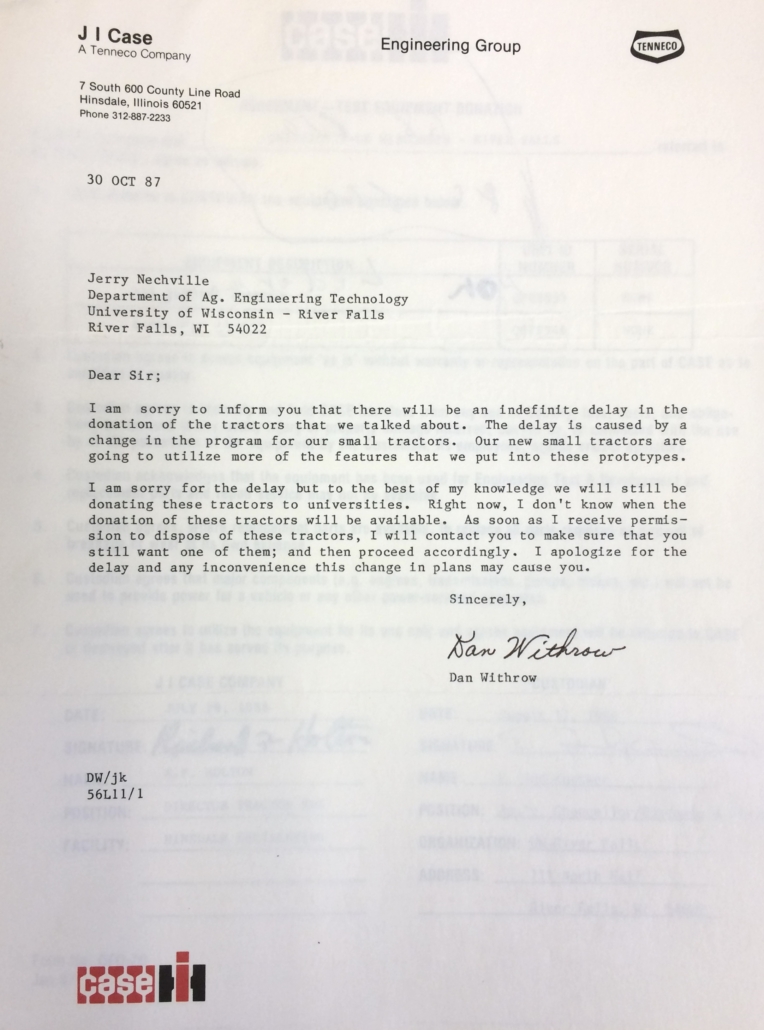 J I Case
A Tenneco Company
Engineering Group
TENNECO
7 South 600 County Line Road
Hinsdale, Illinois 60521
Phone 312-887-2233
30 OCT 87
Jerry Nechville
Department of Ag. Engineering Technology
University of Wisconsin - River Falls
River Falls, WI 54022
Dear Sir;
I am sorry to inform you that there will be an indefinite delay in the
donation of the tractors that we talked about. The delay is caused by a
change in the program for our small tractors. Our new small tractors are
going to utilize more of the features that we put into these prototypes.
I am sorry for the delay but to the best of my knowledge we will still be
donating these tractors to universities. Right now, I don't know when the
donation of these tractors will be available. As soon as I receive permis-
sion to dispose of these tractors, I will contact you to make sure that you
still want one of them; and then proceed accordingly. I apologize for the
delay and any inconvenience this change in plans may cause you.
Sincerely,
Dan Withrow
Dan Withrow
DW/jk
56L11/1
case IH